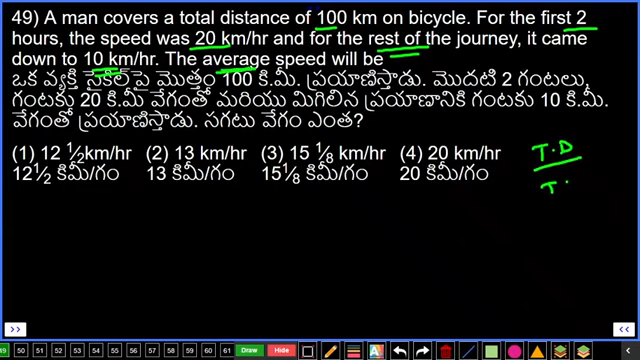 49) A man covers a total distance of 100 km on bicycle. For the first 2
hours, the speed was 20 km/hr and for the rest of the journey, it came
down to 10 km/hr. The average speed will be
ఒక వ్యక్తి సైకిల్‌పై మొత్తం 100 కి.మీ. ప్రయాణిస్తాడు. మొదటి 2 గంటలు,
గంటకు 20 కి.మీ వేగంతో మరియు మిగిలిన ప్రయాణానికి గంటకు 10 కి.మీ.
వేగంతో ప్రయాణిస్తాడు. సగటు వేగం ఎంత?
(1) 12 ½km/hr (2) 13 km/hr (3) 15 ⅛ km/hr (4) 20 km/hr
12½ కిమీ/గం 13 కిమీ/గం 15⅛ కిమీ/గం 20 కిమీ/గం
T.D
T.
>> <<
49 50 51 52 53 54 55 56 57 58 59 60 61 Draw Hide